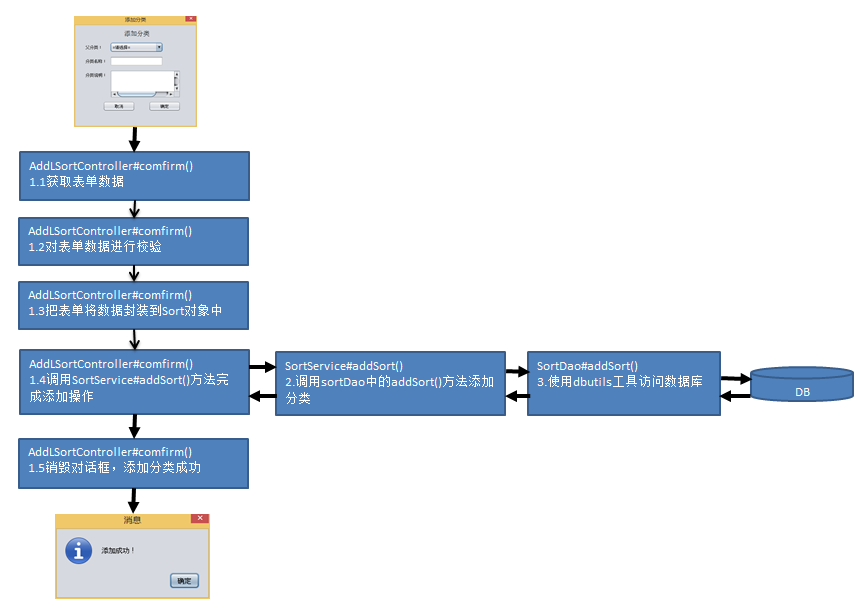 添加分类
添加分类
父分类：
=请选择=
分类名称：
分类说明：
取消
确定
AddLSortController#comfirm()
1.1获取表单数据
AddLSortController#comfirm()
1.2对表单数据进行校验
AddLSortController#comfirm()
1.3把表单将数据封装到Sort对象中
AddLSortController#comfirm()
1.4调用SortService#addSort()方法完
成添加操作
SortService#addSort()
2.调用sortDao中的addSort()方法添加
分类
SortDao#addSort()
3.使用dbutils工具访问数据库
DB
AddLSortController#comfirm()
1.5销毁对话框，添加分类成功
消息
添加成功！
确定